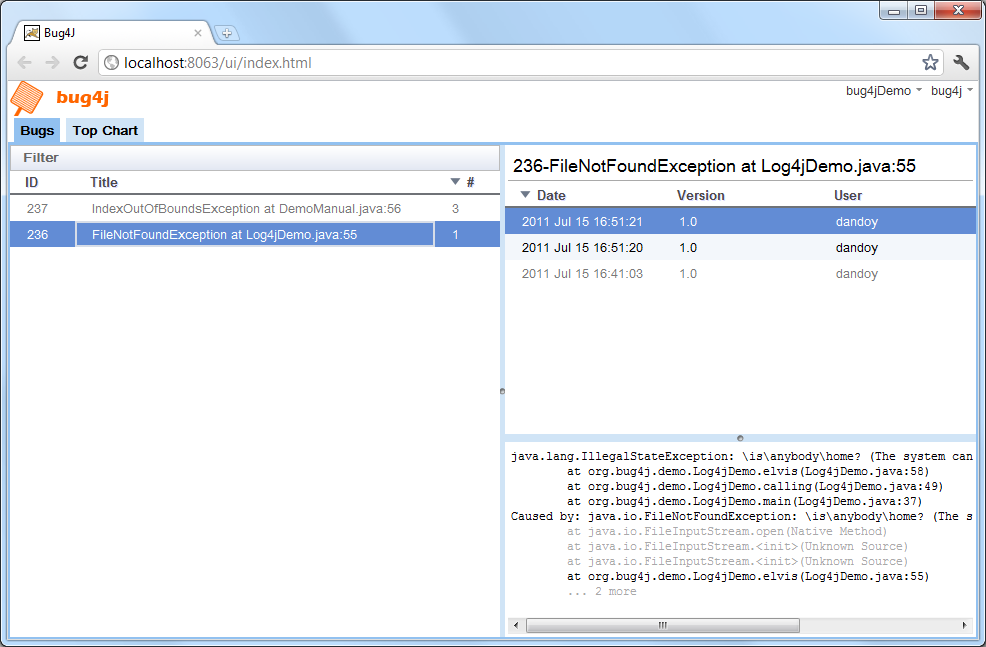 Bug4J
localhost:8063/ui/index.html
bug4j
bug4jDemo bug4j
Bugs Top Chart
Filter
ID Title #
237 IndexOutOfBoundsException at DemoManual.java:56 3
236 FileNotFoundException at Log4jDemo.java:55 1
236-FileNotFoundException at Log4jDemo.java:55
Date Version User
2011 Jul 15 16:51:21 1.0 dandoy
2011 Jul 15 16:51:20 1.0 dandoy
2011 Jul 15 16:41:03 1.0 dandoy
java.lang.IllegalStateException: \is\anybody\home? (The system can
at org.bug4j.demo.Log4jDemo.elvis(Log4jDemo.java:58)
at org.bug4j.demo.Log4jDemo.calling(Log4jDemo.java:49)
at org.bug4j.demo.Log4jDemo.main(Log4jDemo.java:37)
Caused by: java.io.FileNotFoundException: \is\anybody\home? (The s
at java.io.FileInputStream.open(Native Method)
at java.io.FileInputStream.<init>(Unknown Source)
at java.io.FileInputStream.<init>(Unknown Source)
at org.bug4j.demo.Log4jDemo.elvis(Log4jDemo.java:55)
... 2 more